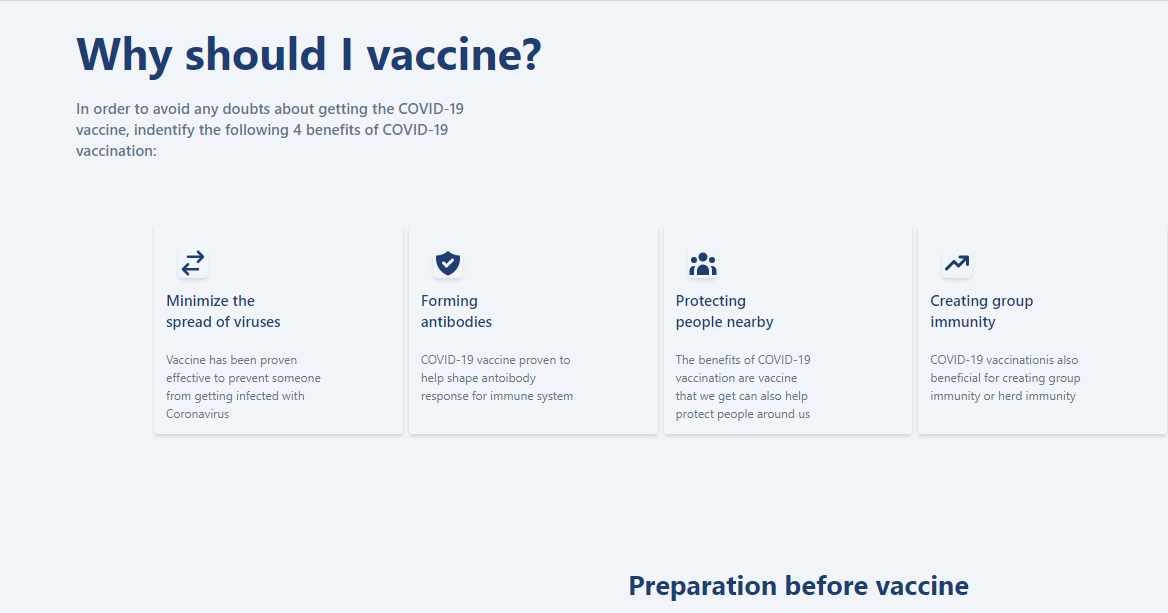 Why should I vaccine?
In order to avoid any doubts about getting the COVID-19
vaccine, indentify the following 4 benefits of COVID-19
vaccination:
Minimize the
spread of viruses
Vaccine has been proven
effective to prevent someone
from getting infected with
Coronavirus
Forming
antibodies
COVID-19 vaccine proven to
help shape antoibody
response for immune system
Protecting
people nearby
The benefits of COVID-19
vaccination are vaccine
that we get can also help
protect people around us
Creating group
immunity
COVID-19 vaccinationis also
beneficial for creating group
immunity or herd immunity
Preparation before vaccine